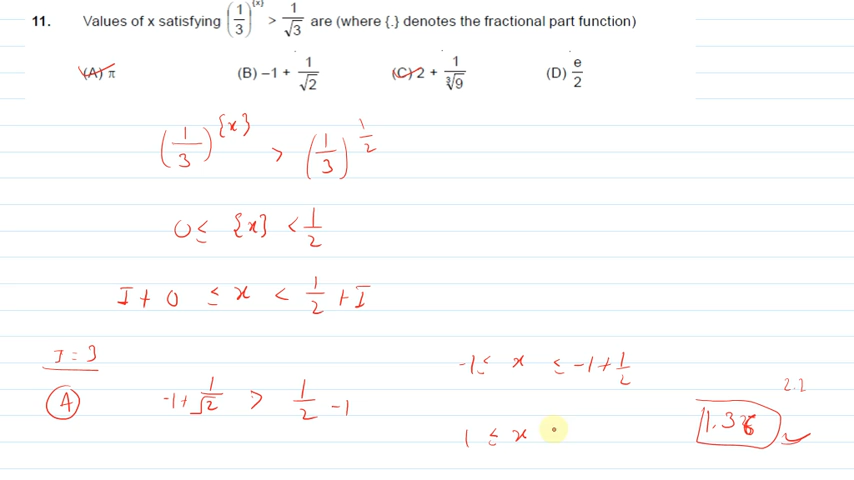 11. Values of x satisfying (1/3)^{x} > 1/√3 are (where {.} denotes the fractional part function)
(A) π (B) –1 + 1/√2 (C) 2 + 1/∛9 (D) e/2
(1/3)^{x} > (1/3)^1/2
0 ≤ {x} < 1/2
I + 0 ≤ x < 1/2 + I
I = 3
-1 ≤ x ≤ -1 + 1/2
2.2
A -1 + 1/√2 > 1/2 - 1
1.36
1 ≤ x